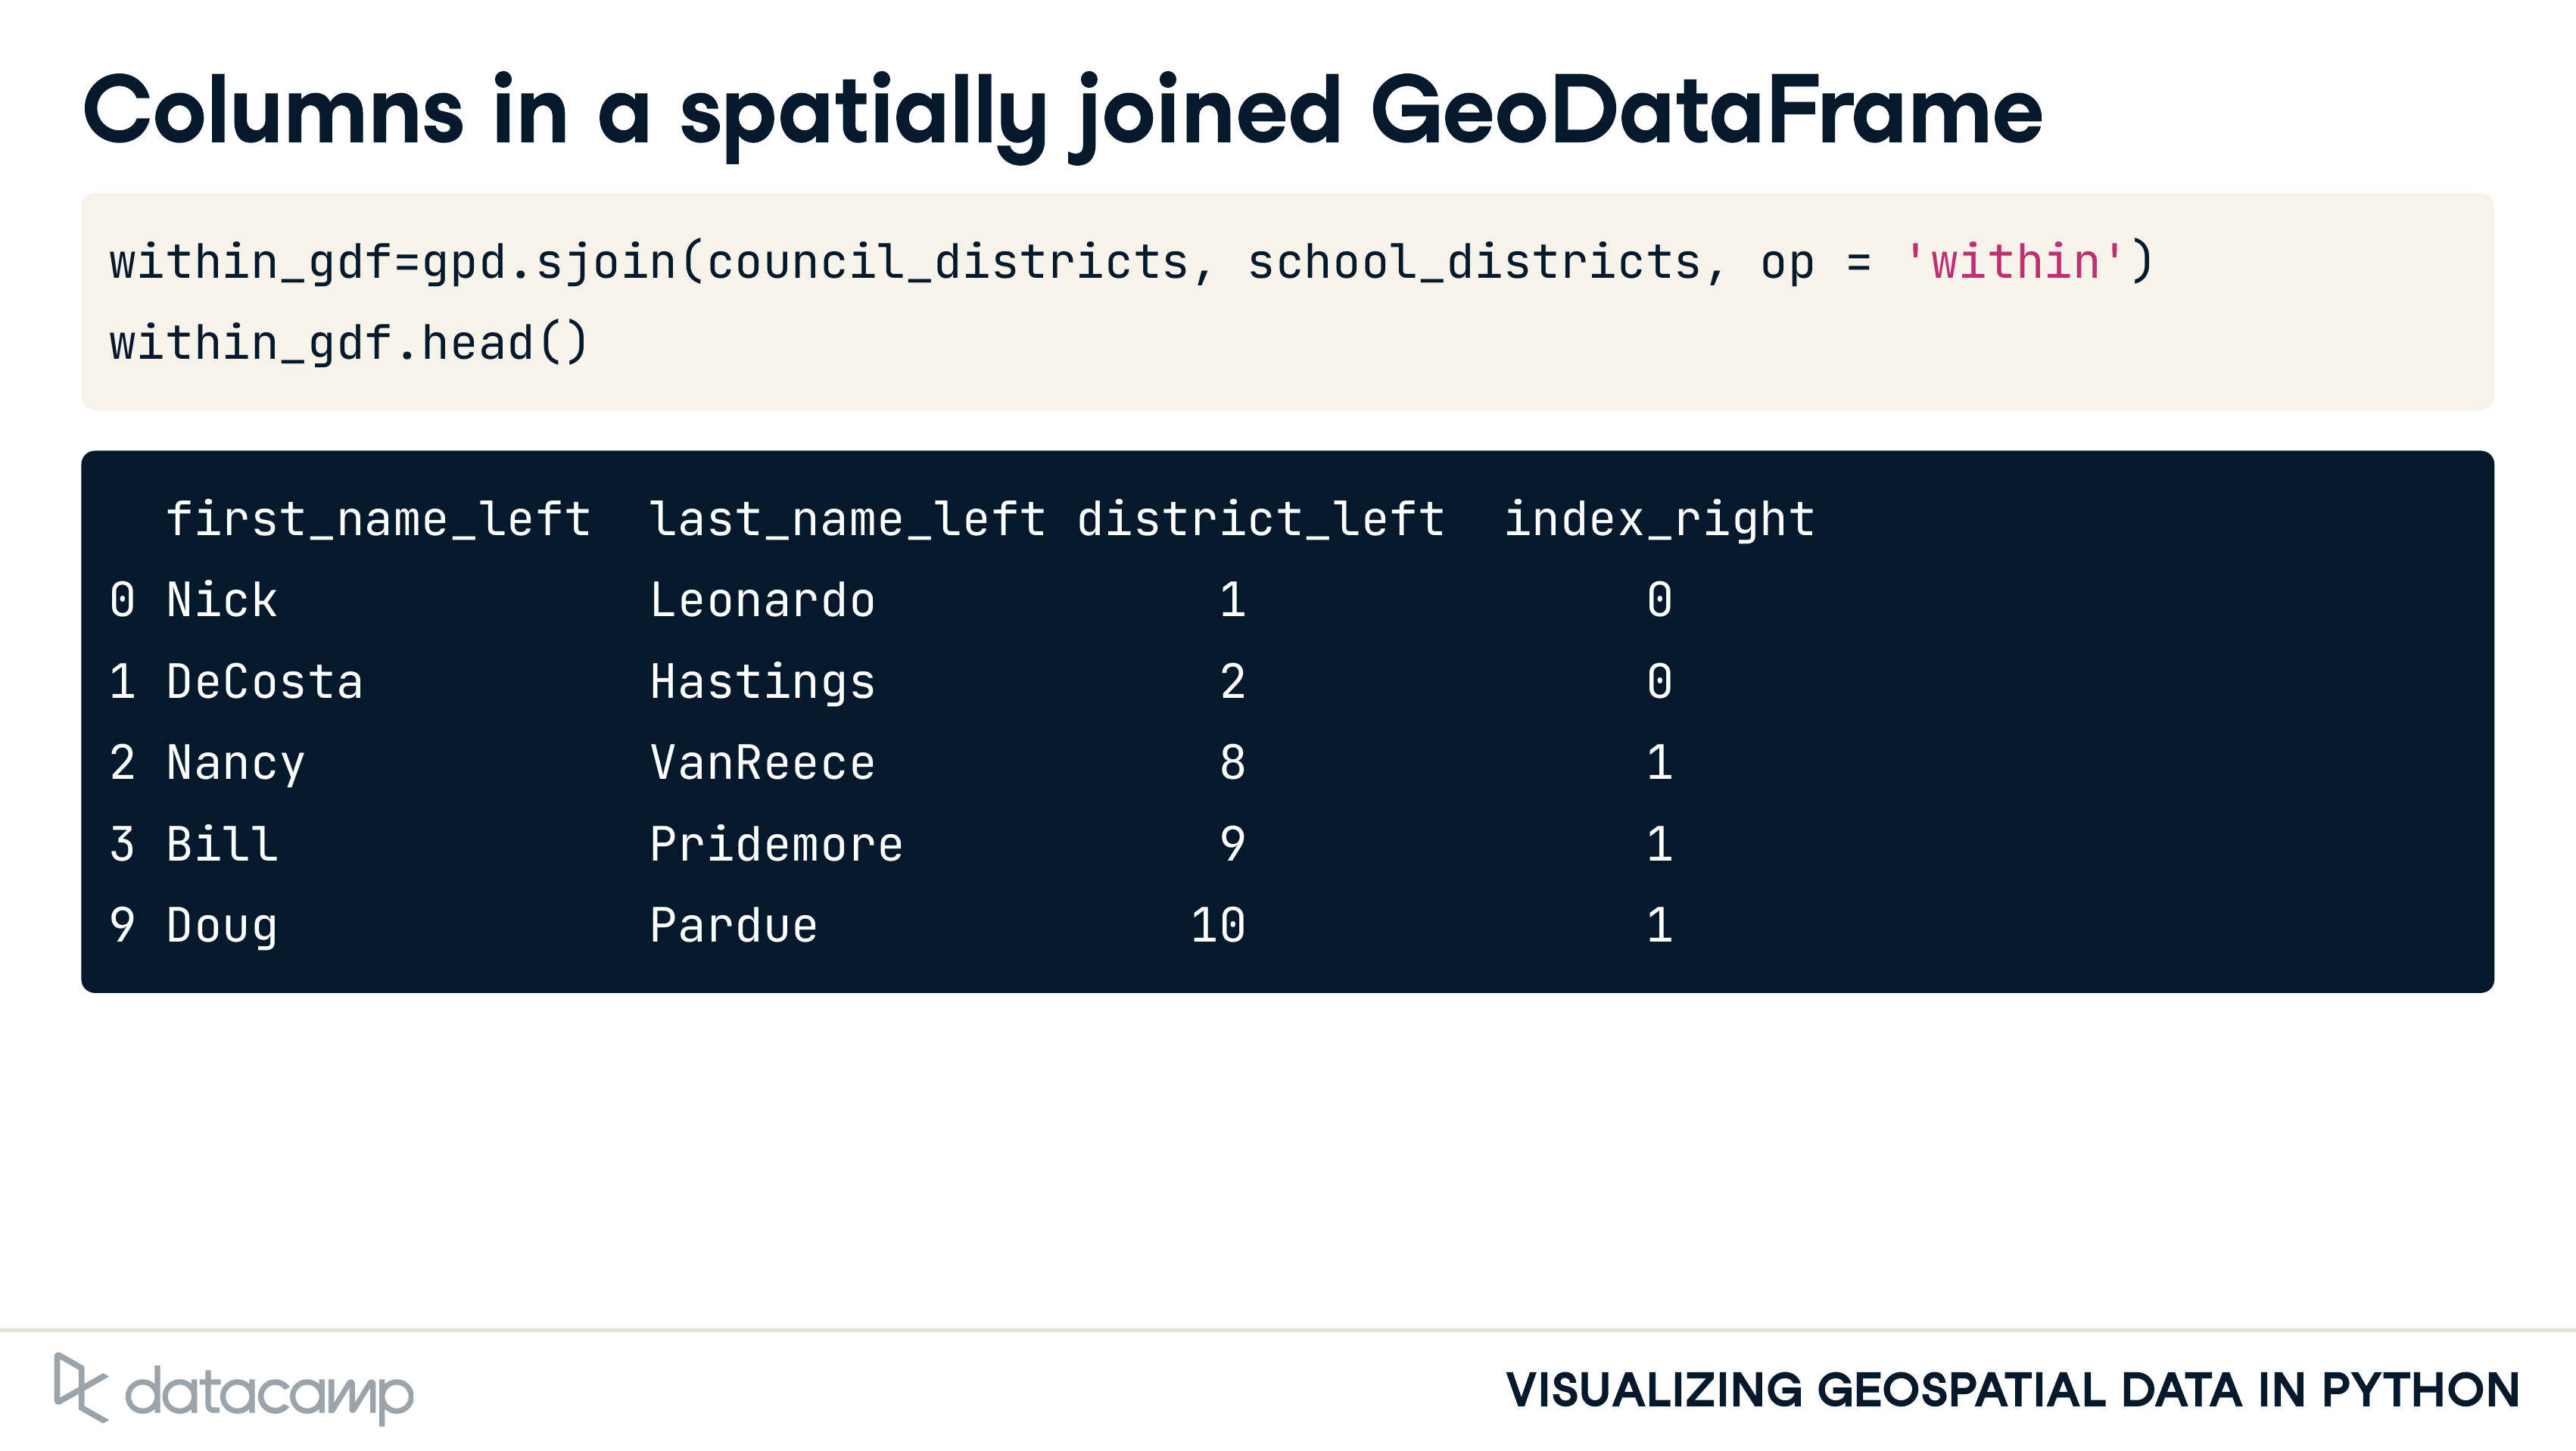 Columns in a spatially joined GeoDataFrame
within_gdf=gpd.sjoin(council_districts, school_districts, op = 'within')
within_gdf.head()
first_name_left last_name_left district_left index_right
0 Nick Leonardo 1 0
1 DeCosta Hastings 2 0
2 Nancy VanReece 8 1
3 Bill Pridemore 9 1
9 Doug Pardue 10 1
datacamp
VISUALIZING GEOSPATIAL DATA IN PYTHON